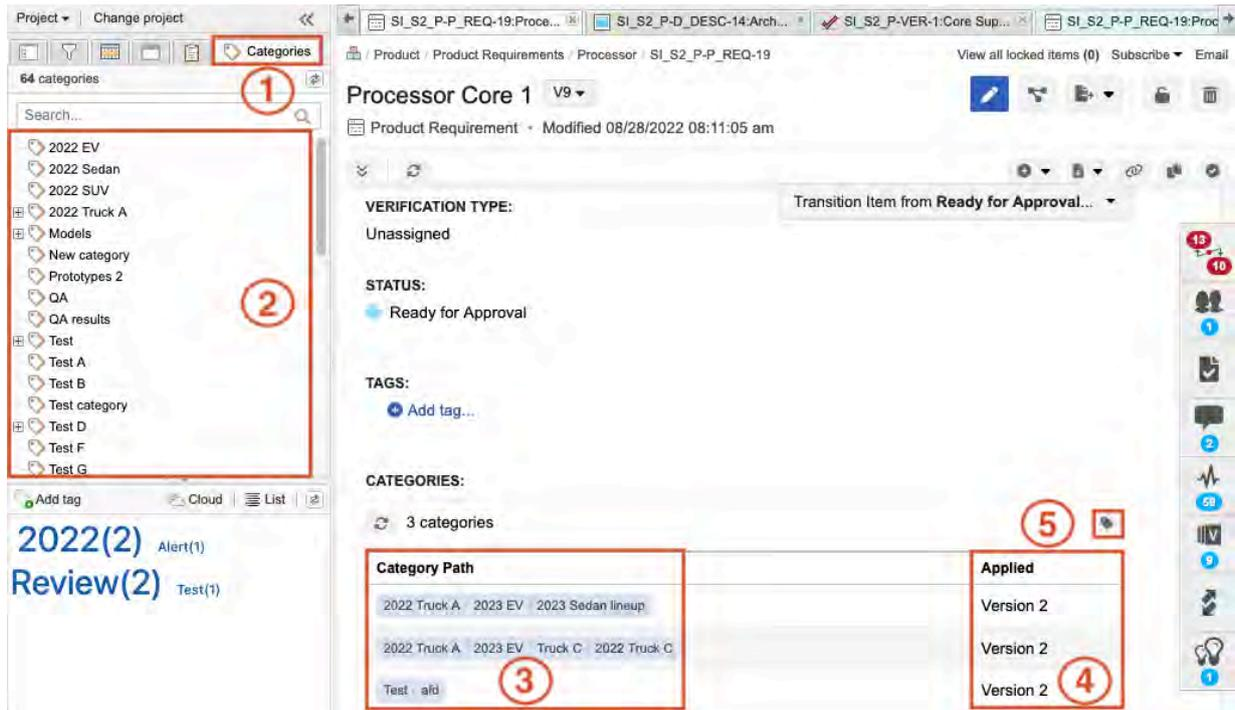 Project
Change project
Categories
64 categories
1
Search...
2022 EV
2022 Sedan
2022 SUV
2022 Truck A
Models
New category
Prototypes 2
QA
QA results
Test
Test A
Test B
Test category
Test D
Test F
Test G
2
Add tag
Cloud
List
2022(2) Alert(1)
Review(2) Test(1)
SI_S2_P-P_REQ-19:Proce...
SI_S2_P-D_DESC-14:Arch...
SI_S2_P-VER-1:Core Sup...
SI_S2_P-P_REQ-19:Proc
/ Product / Product Requirements / Processor / SI_S2_P-P_REQ-19
View all locked items (0) Subscribe Email
Processor Core 1 V9
Product Requirement • Modified 08/28/2022 08:11:05 am
Transition Item from Ready for Approval...
VERIFICATION TYPE:
Unassigned
STATUS:
Ready for Approval
TAGS:
Add tag...
CATEGORIES:
3 categories
5
Category Path Applied
2022 Truck A / 2023 EV / 2023 Sedan lineup Version 2
2022 Truck A / 2023 EV / Truck C / 2022 Truck C Version 2
Test / afd Version 2
3
4
13
10
1
2
59
9
1